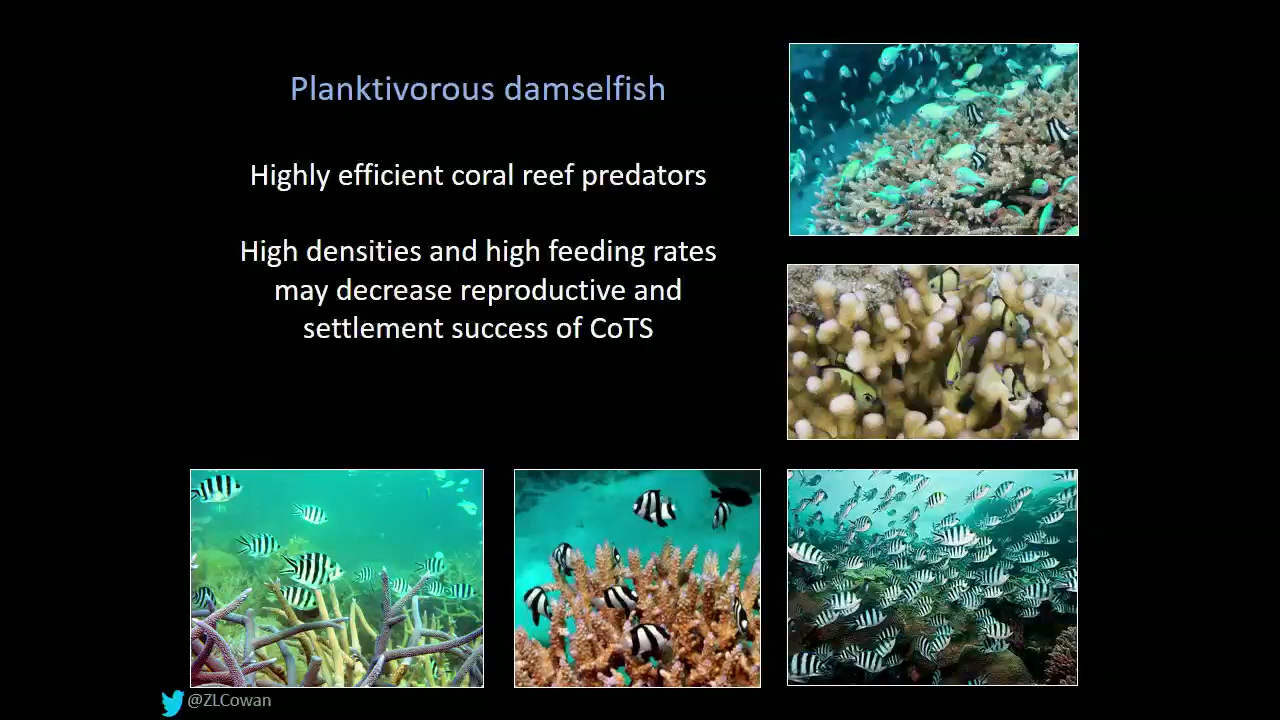 Planktivorous damselfish
Highly efficient coral reef predators
High densities and high feeding rates
may decrease reproductive and
settlement success of CoTS
@ZLCowan